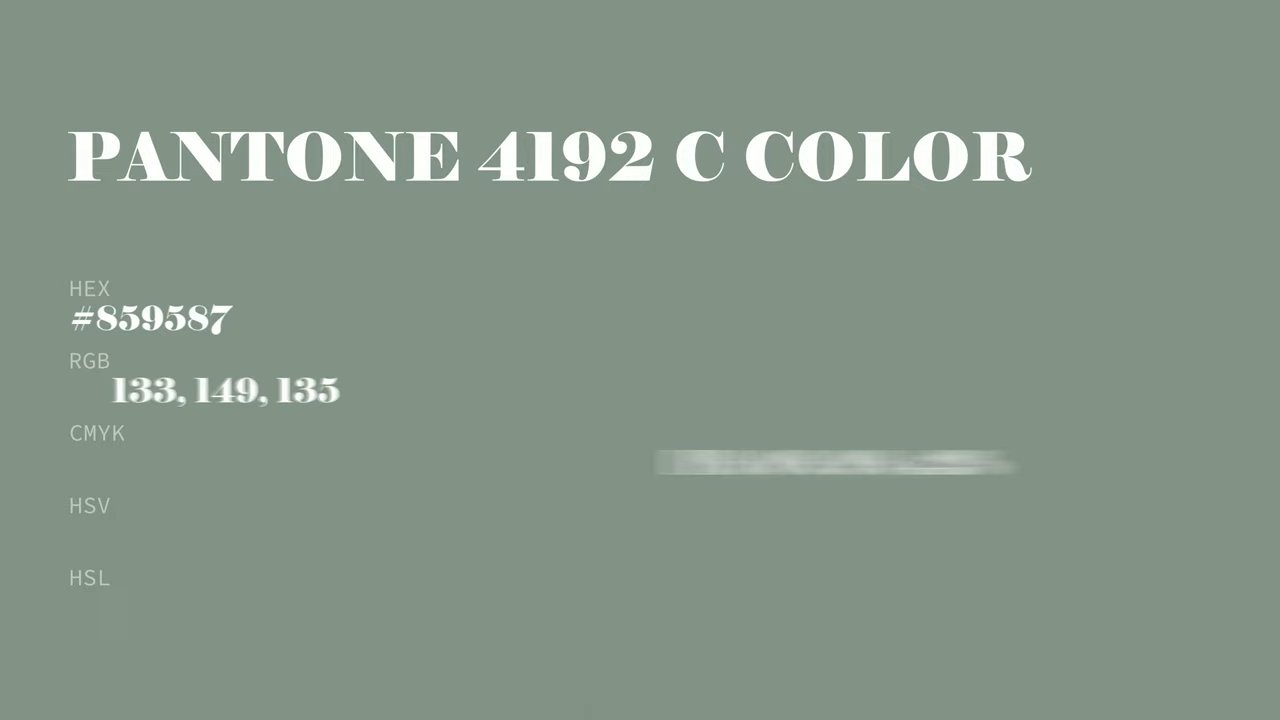 PANTONE 4192 C COLOR
HEX
#859587
RGB
133, 149, 135
CMYK
HSV
HSL